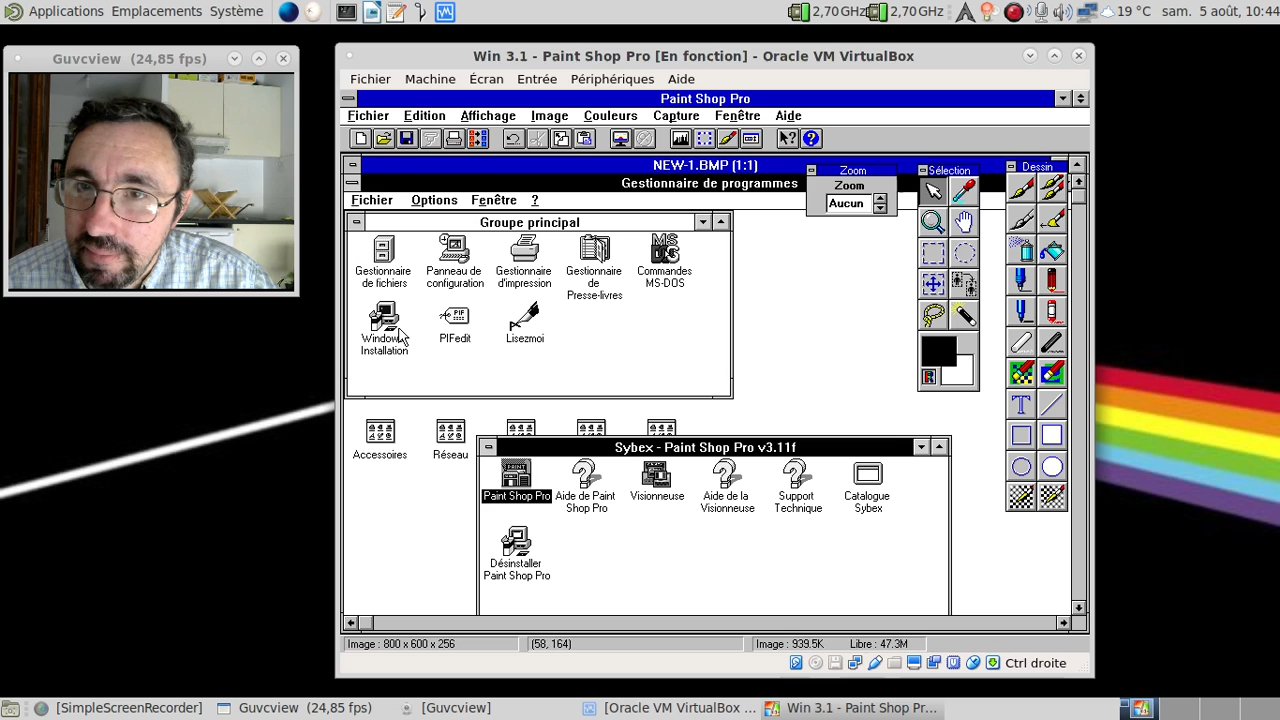 Applications Emplacements Système 2,70 GHz 2,70 GHz 19 °C sam. 5 août, 10:44
Guvcview (24,85 fps)
Win 3.1 - Paint Shop Pro [En fonction] - Oracle VM VirtualBox
Fichier Machine Écran Entrée Périphériques Aide
Paint Shop Pro
Fichier Edition Affichage Image Couleurs Capture Fenêtre Aide
NEW-1.BMP (1:1)
Gestionnaire de programmes
Fichier Options Fenêtre ?
Zoom
Zoom
Aucun
Sélection
Dessin
Groupe principal
Gestionnaire de fichiers
Panneau de configuration
Gestionnaire d'impression
Gestionnaire de Presse-livres
MS DOS
Commandes MS-DOS
Windows Installation
PIF
PIFedit
Lisezmoi
R
T
Accessoires
Réseau
Sybex - Paint Shop Pro v3.11f
Paint Shop Pro
Aide de Paint Shop Pro
Visionneuse
Aide de la Visionneuse
Support Technique
Catalogue Sybex
Désinstaller Paint Shop Pro
Image : 800 x 600 x 256 (58, 164) Image : 939.5K Libre : 47.3M
Ctrl droite
[SimpleScreenRecorder] Guvcview (24,85 fps) [Guvcview] [Oracle VM VirtualBox ... Win 3.1 - Paint Shop Pr...